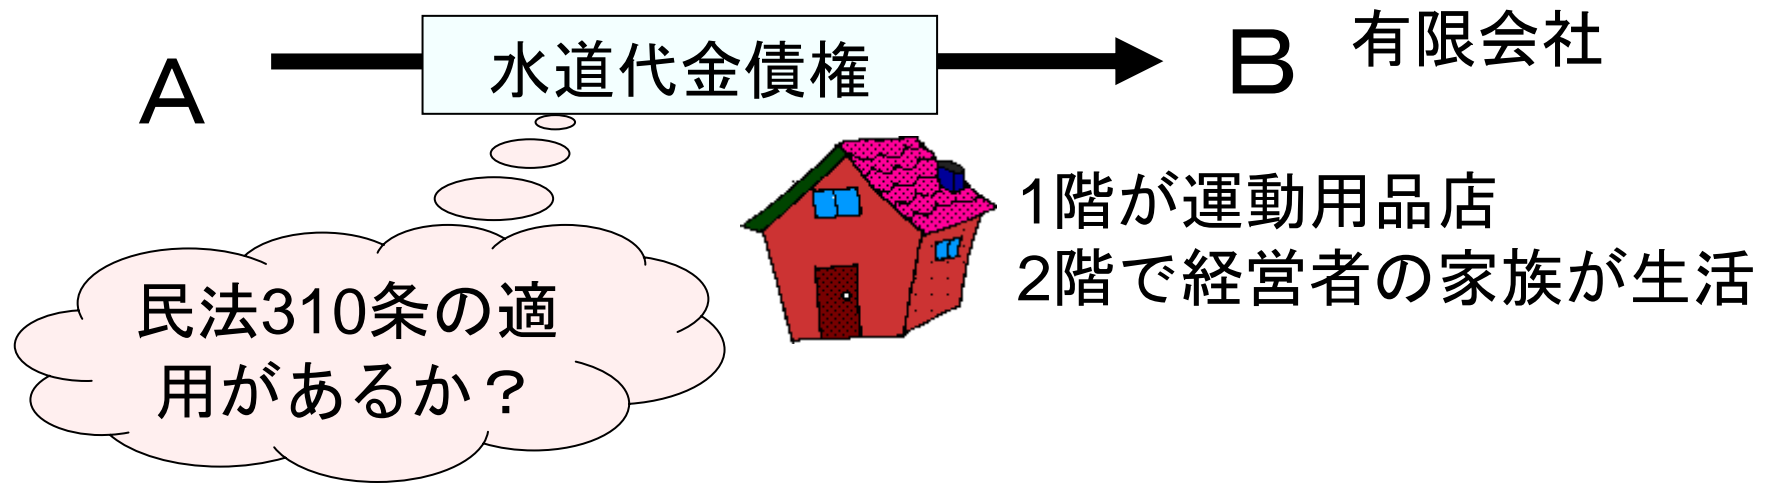 A
水道代金債権
B
有限会社
1階が運動用品店
2階で経営者の家族が生活
民法310条の適
用があるか？